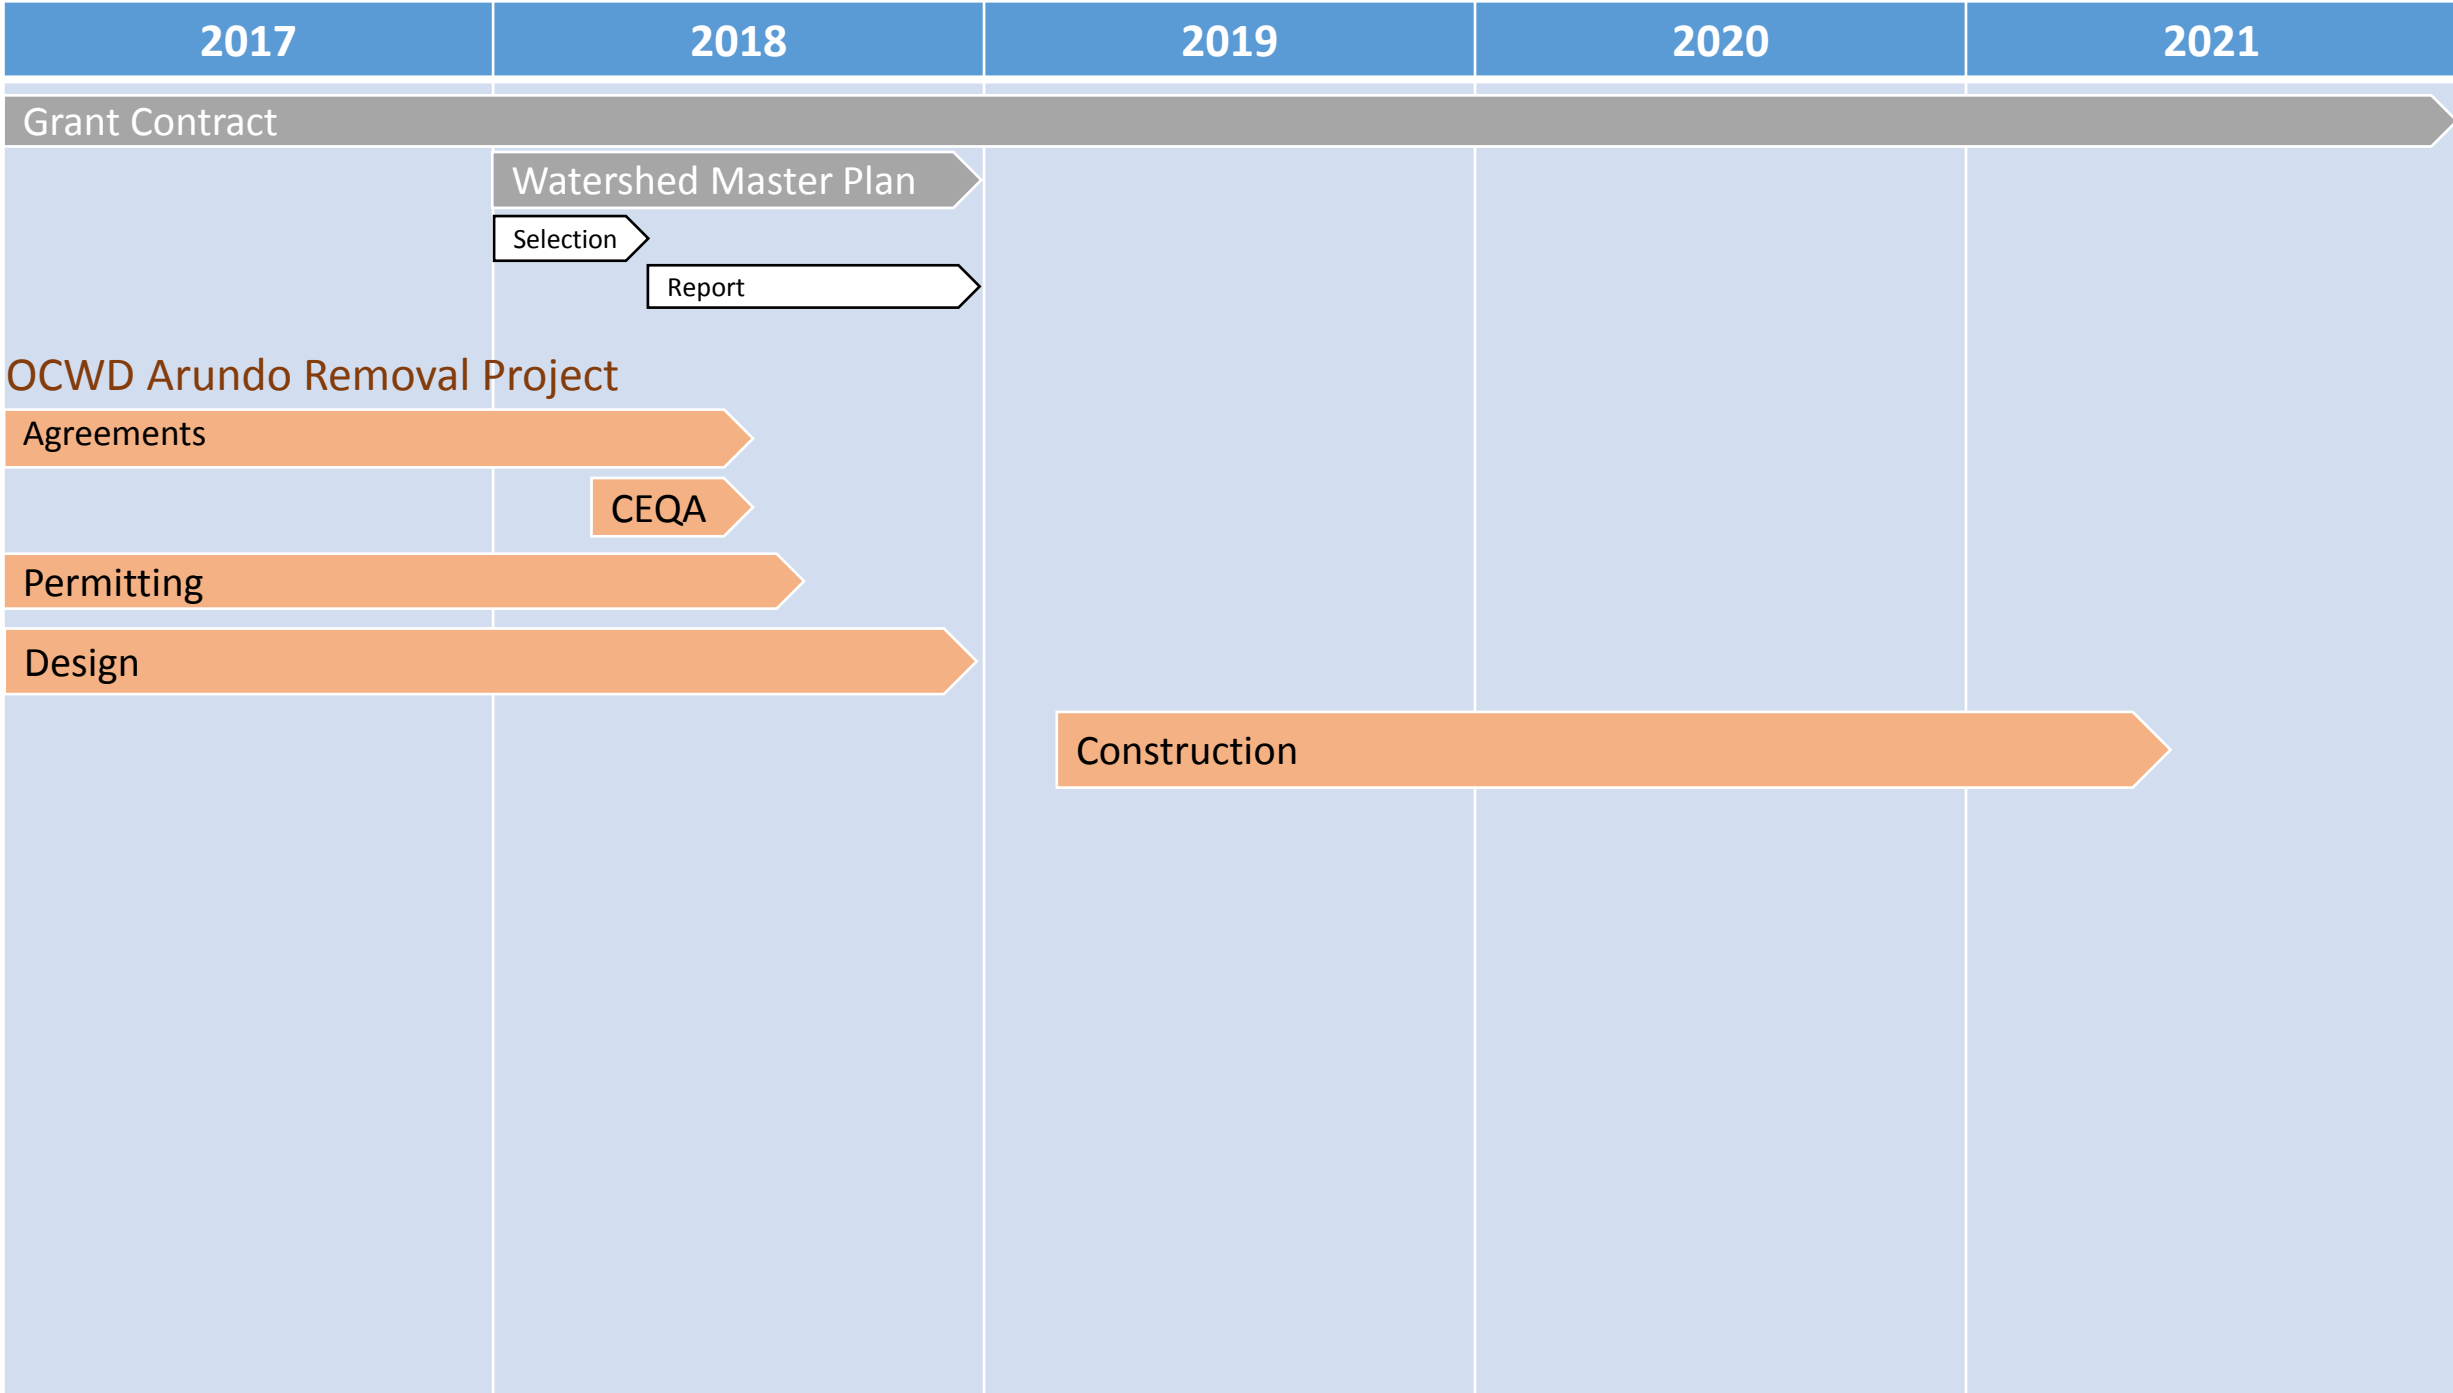 2017 2018 2019 2020 2021
Grant Contract
Watershed Master Plan
Selection
Report
OCWD Arundo Removal Project
Agreements
CEQA
Permitting
Design
Construction